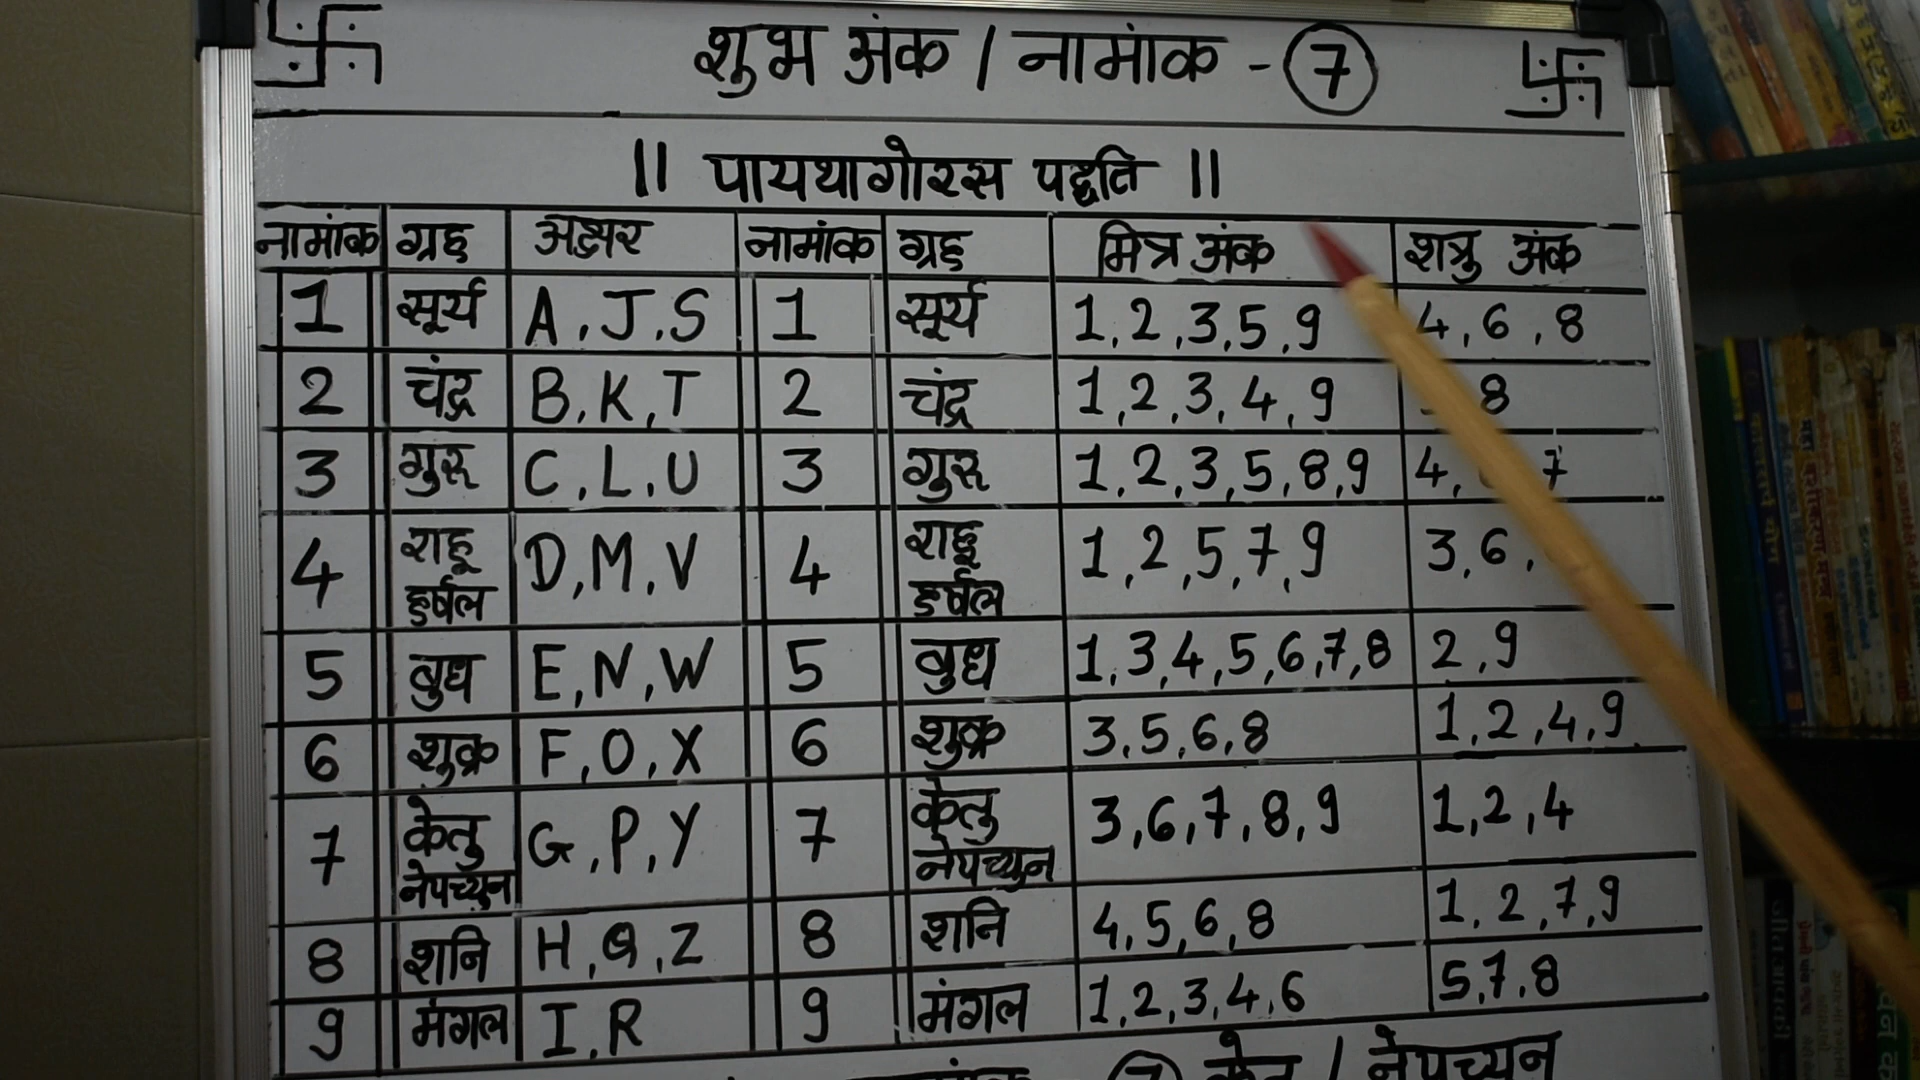 शुभ अंक / नामांक - 7
|| पायथागोरस पद्धति ||
नामांक ग्रह अक्षर नामांक ग्रह मित्र अंक शत्रु अंक
1 सूर्य A, J, S 1 सूर्य 1, 2, 3, 5, 9 4, 6, 8
2 चंद्र B, K, T 2 चंद्र 1, 2, 3, 4, 9 8
3 गुरू C, L, U 3 गुरू 1, 2, 3, 5, 8, 9 4, 7
4 राहू हर्षल D, M, V 4 राहू हर्षल 1, 2, 5, 7, 9 3, 6,
5 बुध E, N, W 5 बुध 1, 3, 4, 5, 6, 7, 8 2, 9
6 शुक्र F, O, X 6 शुक्र 3, 5, 6, 8 1, 2, 4, 9
7 केतु नेपच्युन G, P, Y 7 केतु नेपच्युन 3, 6, 7, 8, 9 1, 2, 4
8 शनि H, Q, Z 8 शनि 4, 5, 6, 8 1, 2, 7, 9
9 मंगल I, R 9 मंगल 1, 2, 3, 4, 6 5, 7, 8
7 केतु / नेपच्युन